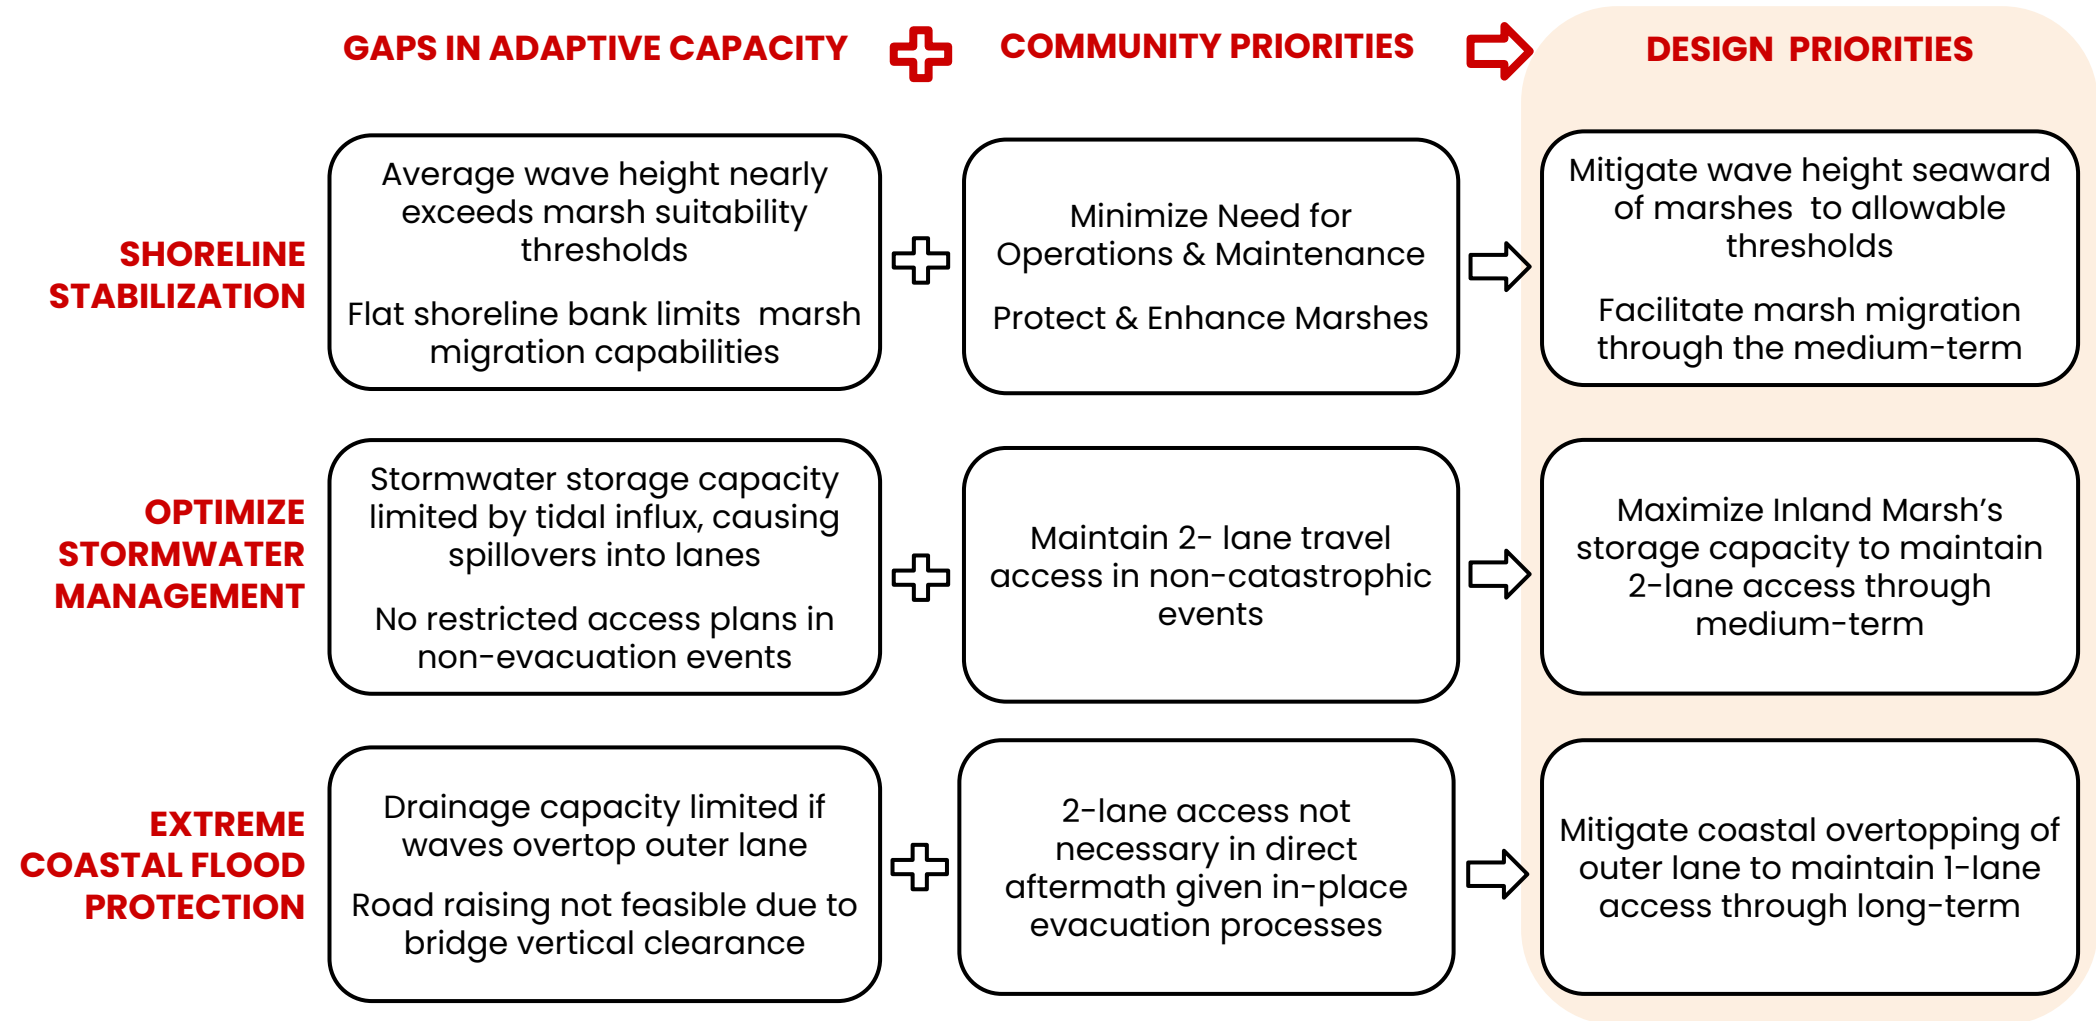 GAPS IN ADAPTIVE CAPACITY
COMMUNITY PRIORITIES
DESIGN PRIORITIES
SHORELINE
STABILIZATION
Average wave height nearly
exceeds marsh suitability
thresholds
Flat shoreline bank limits marsh
migration capabilities
Minimize Need for
Operations & Maintenance
Protect & Enhance Marshes
Mitigate wave height seaward
of marshes to allowable
thresholds
Facilitate marsh migration
through the medium-term
OPTIMIZE
STORMWATER
MANAGEMENT
Stormwater storage capacity
limited by tidal influx, causing
spillovers into lanes
No restricted access plans in
non-evacuation events
Maintain 2- lane travel
access in non-catastrophic
events
Maximize Inland Marsh's
storage capacity to maintain
2-lane access through
medium-term
EXTREME
COASTAL FLOOD
PROTECTION
Drainage capacity limited if
waves overtop outer lane
Road raising not feasible due to
bridge vertical clearance
2-lane access not
necessary in direct
aftermath given in-place
evacuation processes
Mitigate coastal overtopping of
outer lane to maintain 1-lane
access through long-term